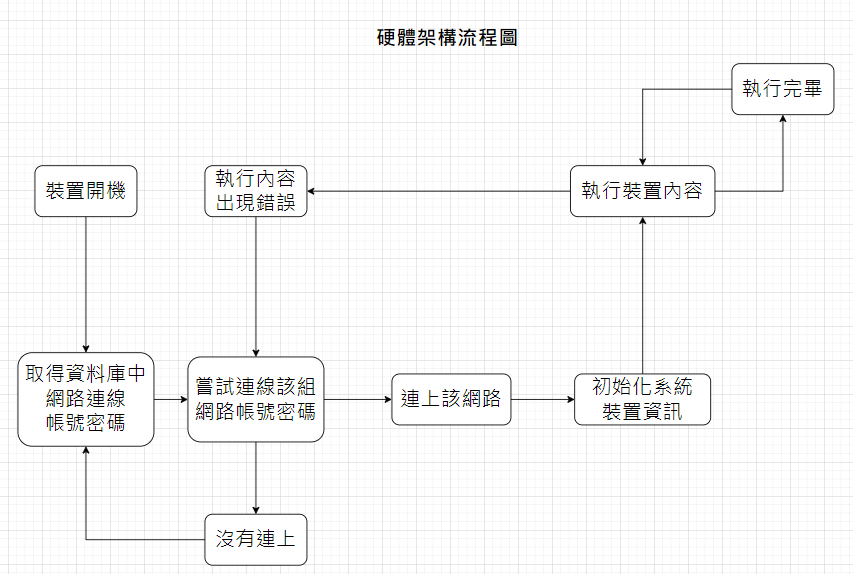 硬體架構流程圖
執行完畢
裝置開機
執行內容
出現錯誤
執行裝置內容
取得資料庫中
網路連線
帳號密碼
嘗試連線該組
網路帳號密碼
連上該網路
初始化系統
裝置資訊
沒有連上